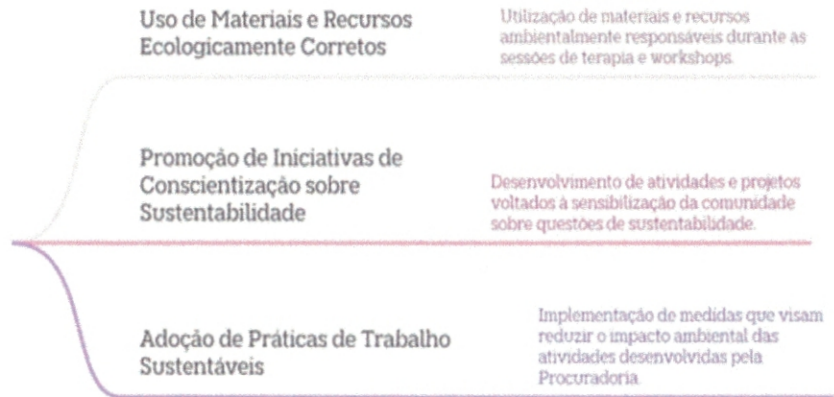 Uso de Materiais e Recursos
Ecologicamente Corretos
Utilização de materiais e recursos
ambientalmente responsáveis durante as
sessões de terapia e workshops.
Promoção de Iniciativas de
Conscientização sobre
Sustentabilidade
Desenvolvimento de atividades e projetos
voltados à sensibilização da comunidade
sobre questões de sustentabilidade.
Adoção de Práticas de Trabalho
Sustentáveis
Implementação de medidas que visam
reduzir o impacto ambiental das
atividades desenvolvidas pela
Procuradoria.